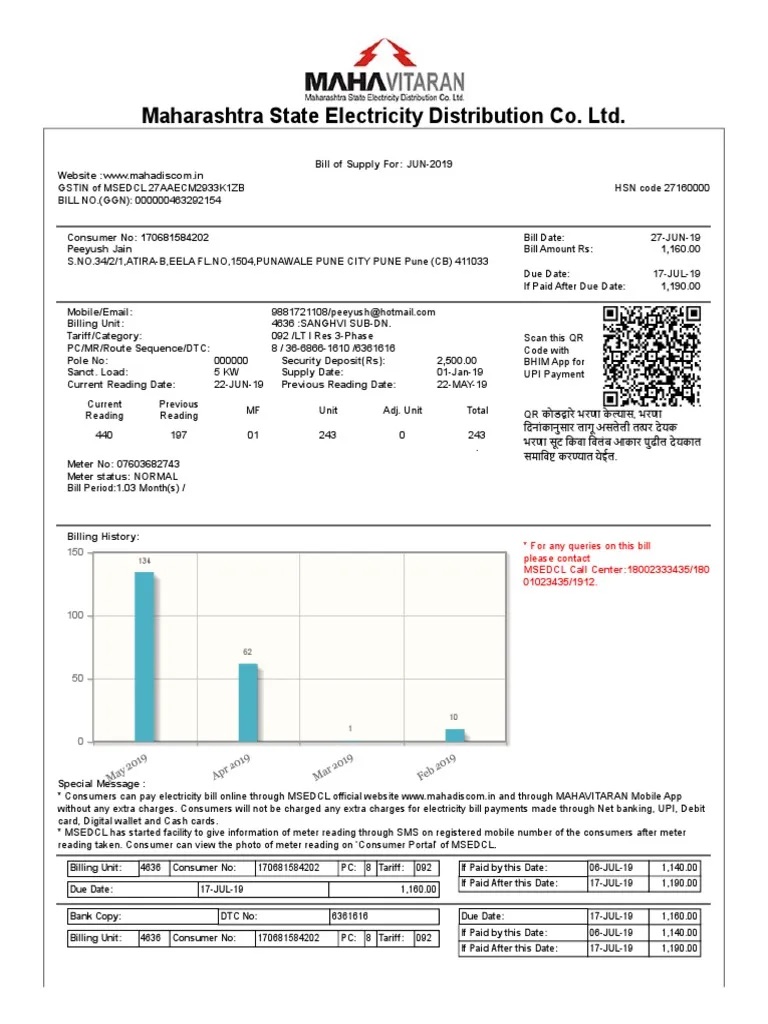 MAHAVITARAN
Maharashtra State Electricity Distribution Co. Ltd.
Maharashtra State Electricity Distribution Co. Ltd.
Bill of Supply For: JUN-2019
Website :www.mahadiscom.in
GSTIN of MSEDCL 27AAECM2933K1ZB HSN code 27160000
BILL NO.(GGN): 000000463292154
Consumer No: 170681584202 Bill Date: 27-JUN-19
Peeyush Jain Bill Amount Rs: 1,160.00
S.NO.34/2/1,ATIRA-B,EELA FL.NO,1504,PUNAWALE PUNE CITY PUNE Pune (CB) 411033
Due Date: 17-JUL-19
If Paid After Due Date: 1,190.00
Mobile/Email: 9881721108/peeyush@hotmail.com
Billing Unit: 4636 :SANGHVI SUB-DN.
Tariff/Category: 092 /LT I Res 3-Phase
PC/MR/Route Sequence/DTC: 8 / 36-6866-1610 /6361616
Pole No: 000000 Security Deposit(Rs): 2,500.00
Sanct. Load: 5 KW Supply Date: 01-Jan-19
Current Reading Date: 22-JUN-19 Previous Reading Date: 22-MAY-19
Scan this QR
Code with
BHIM App for
UPI Payment
Current Reading Previous Reading MF Unit Adj. Unit Total
440 197 01 243 0 243
.
QR कोडद्वारे भरणा केल्यास, भरणा
दिनांकानुसार लागू असलेली तत्पर देयक
भरणा सूट किंवा विलंब आकार पुढील देयकात
समाविष्ट करण्यात येईल.
Meter No: 07603682743
Meter status: NORMAL
Bill Period:1.03 Month(s) /
Billing History:
* For any queries on this bill
please contact
MSEDCL Call Center:18002333435/180
01023435/1912.
150
134
100
62
50
10
1
0
May 2019 Apr 2019 Mar 2019 Feb 2019
Special Message :
* Consumers can pay electricity bill online through MSEDCL official website www.mahadiscom.in and through MAHAVITARAN Mobile App
without any extra charges. Consumers will not be charged any extra charges for electricity bill payments made through Net banking, UPI, Debit
card, Digital wallet and Cash cards.
* MSEDCL has started facility to give information of meter reading through SMS on registered mobile number of the consumers after meter
reading taken. Consumer can view the photo of meter reading on `Consumer Portal' of MSEDCL.
Billing Unit: 4636 Consumer No: 170681584202 PC: 8 Tariff: 092 If Paid by this Date: 06-JUL-19 1,140.00
Due Date: 17-JUL-19 1,160.00 If Paid After this Date: 17-JUL-19 1,190.00
Bank Copy: DTC No: 6361616 Due Date: 17-JUL-19 1,160.00
If Paid by this Date: 06-JUL-19 1,140.00
Billing Unit: 4636 Consumer No: 170681584202 PC: 8 Tariff: 092 If Paid After this Date: 17-JUL-19 1,190.00